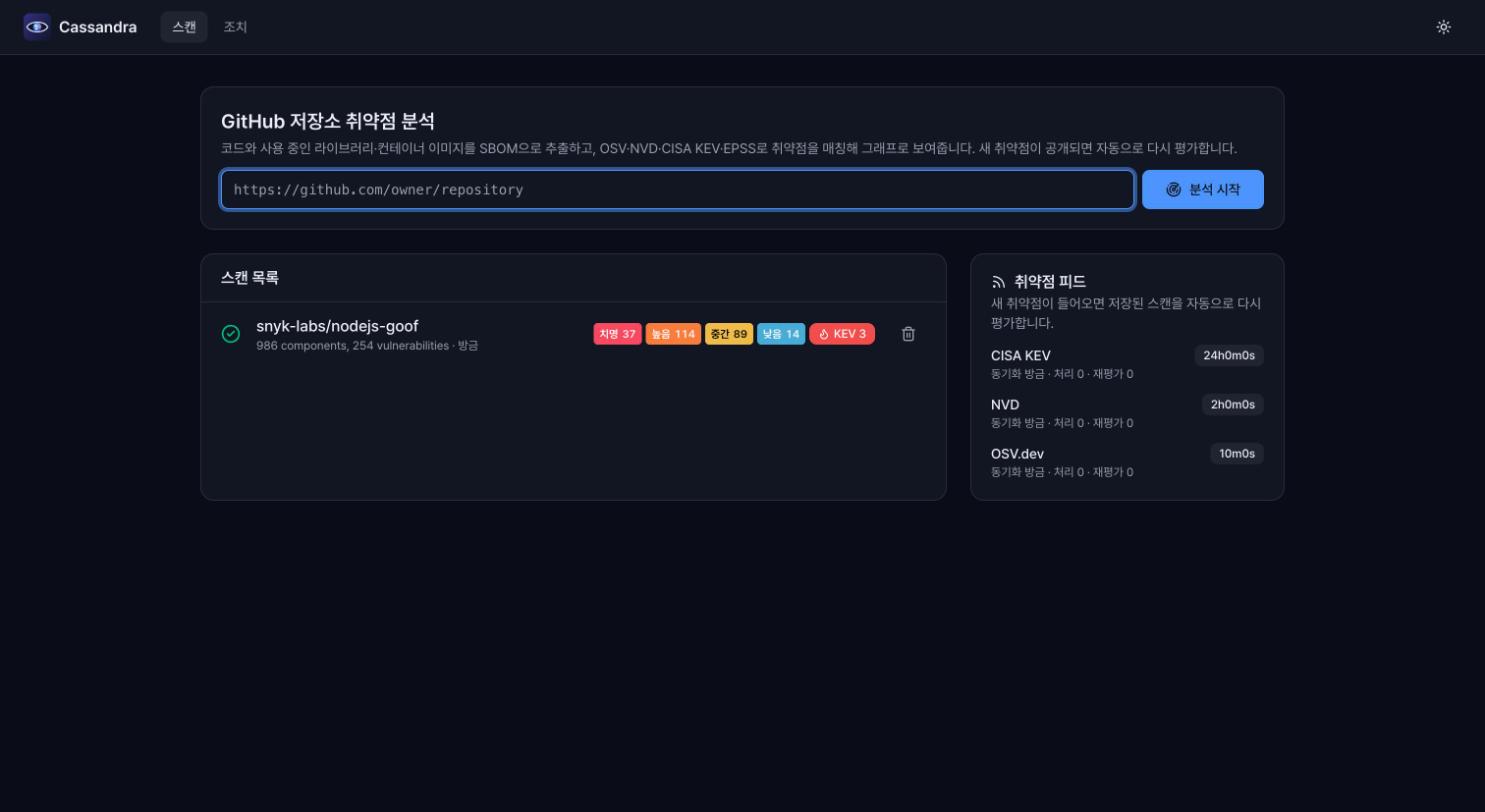 Cassandra
스캔
조치
GitHub 저장소 취약점 분석
코드와 사용 중인 라이브러리·컨테이너 이미지를 SBOM으로 추출하고, OSV·NVD·CISA KEV·EPSS로 취약점을 매칭해 그래프로 보여줍니다. 새 취약점이 공개되면 자동으로 다시 평가합니다.
https://github.com/owner/repository
분석 시작
스캔 목록
snyk-labs/nodejs-goof
986 components, 254 vulnerabilities · 방금
치명 37
높음 114
중간 89
낮음 14
KEV 3
취약점 피드
새 취약점이 들어오면 저장된 스캔을 자동으로 다시
평가합니다.
CISA KEV
24h0m0s
동기화 방금 · 처리 0 · 재평가 0
NVD
2h0m0s
동기화 방금 · 처리 0 · 재평가 0
OSV.dev
10m0s
동기화 방금 · 처리 0 · 재평가 0